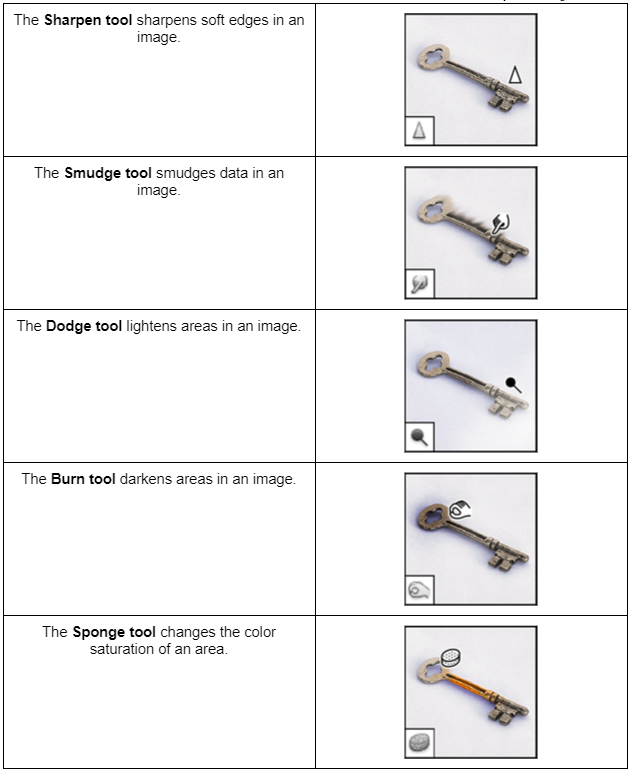 The Sharpen tool sharpens soft edges in an
image.
The Smudge tool smudges data in an
image.
The Dodge tool lightens areas in an image.
The Burn tool darkens areas in an image.
The Sponge tool changes the color
saturation of an area.